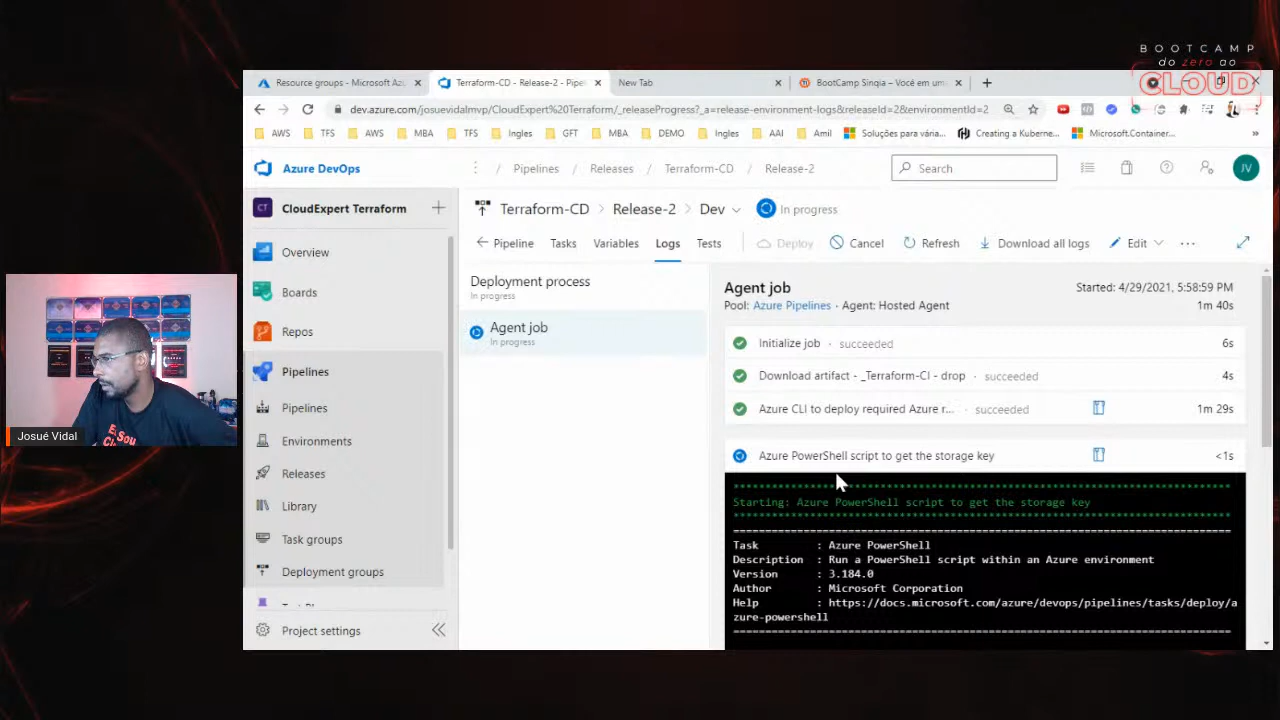 BOOTCAMP
do zero ao
CLOUD
Resource groups - Microsoft Az
Terraform-CD - Release-2 - Pipel
New Tab
BootCamp Sinqia – Você em um
dev.azure.com/josuevidalmvp/CloudExpert%20Terraform/_releaseProgress?_a=release-environment-logs&releaseId=2&environmentId=2
AWS
TFS
AWS
MBA
TFS
Ingles
GFT
MBA
DEMO
Ingles
AAI
Amil
Soluções para vária...
Creating a Kuberne...
Microsoft.Container...
»
Azure DevOps
/ Pipelines / Releases / Terraform-CD / Release-2
Search
JV
CT
CloudExpert Terraform
Overview
Boards
Repos
Pipelines
Pipelines
Environments
Releases
Library
Task groups
Deployment groups
Project settings
Terraform-CD > Release-2 > Dev
In progress
Pipeline
Tasks
Variables
Logs
Tests
Deploy
Cancel
Refresh
Download all logs
Edit
Deployment process
In progress
Agent job
In progress
Agent job
Started: 4/29/2021, 5:58:59 PM
Pool: Azure Pipelines · Agent: Hosted Agent
1m 40s
Initialize job · succeeded
6s
Download artifact - _Terraform-CI - drop · succeeded
4s
Azure CLI to deploy required Azure r... · succeeded
1m 29s
Azure PowerShell script to get the storage key
<1s
Starting: Azure PowerShell script to get the storage key
Task : Azure PowerShell
Description : Run a PowerShell script within an Azure environment
Version : 3.184.0
Author : Microsoft Corporation
Help : https://docs.microsoft.com/azure/devops/pipelines/tasks/deploy/a
zure-powershell
Josué Vidal